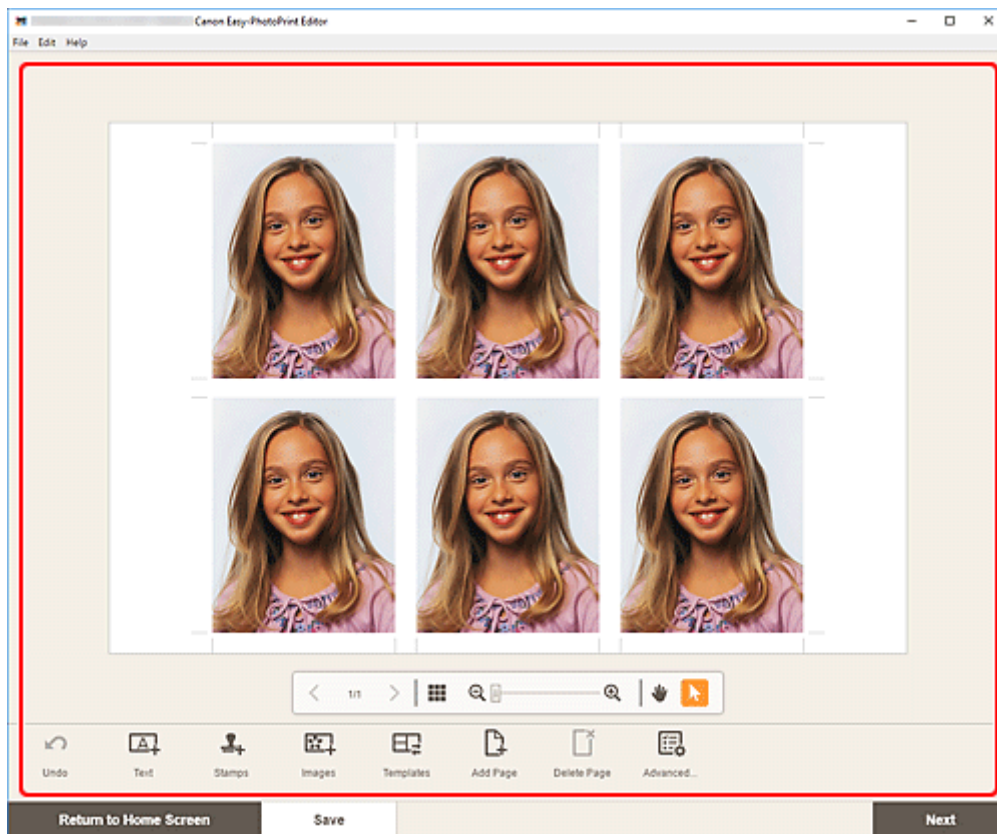 Canon Easy-PhotoPrint Editor
File Edit Help
1/1
Undo Text Stamps Images Templates Add Page Delete Page Advanced...
Return to Home Screen Save Next